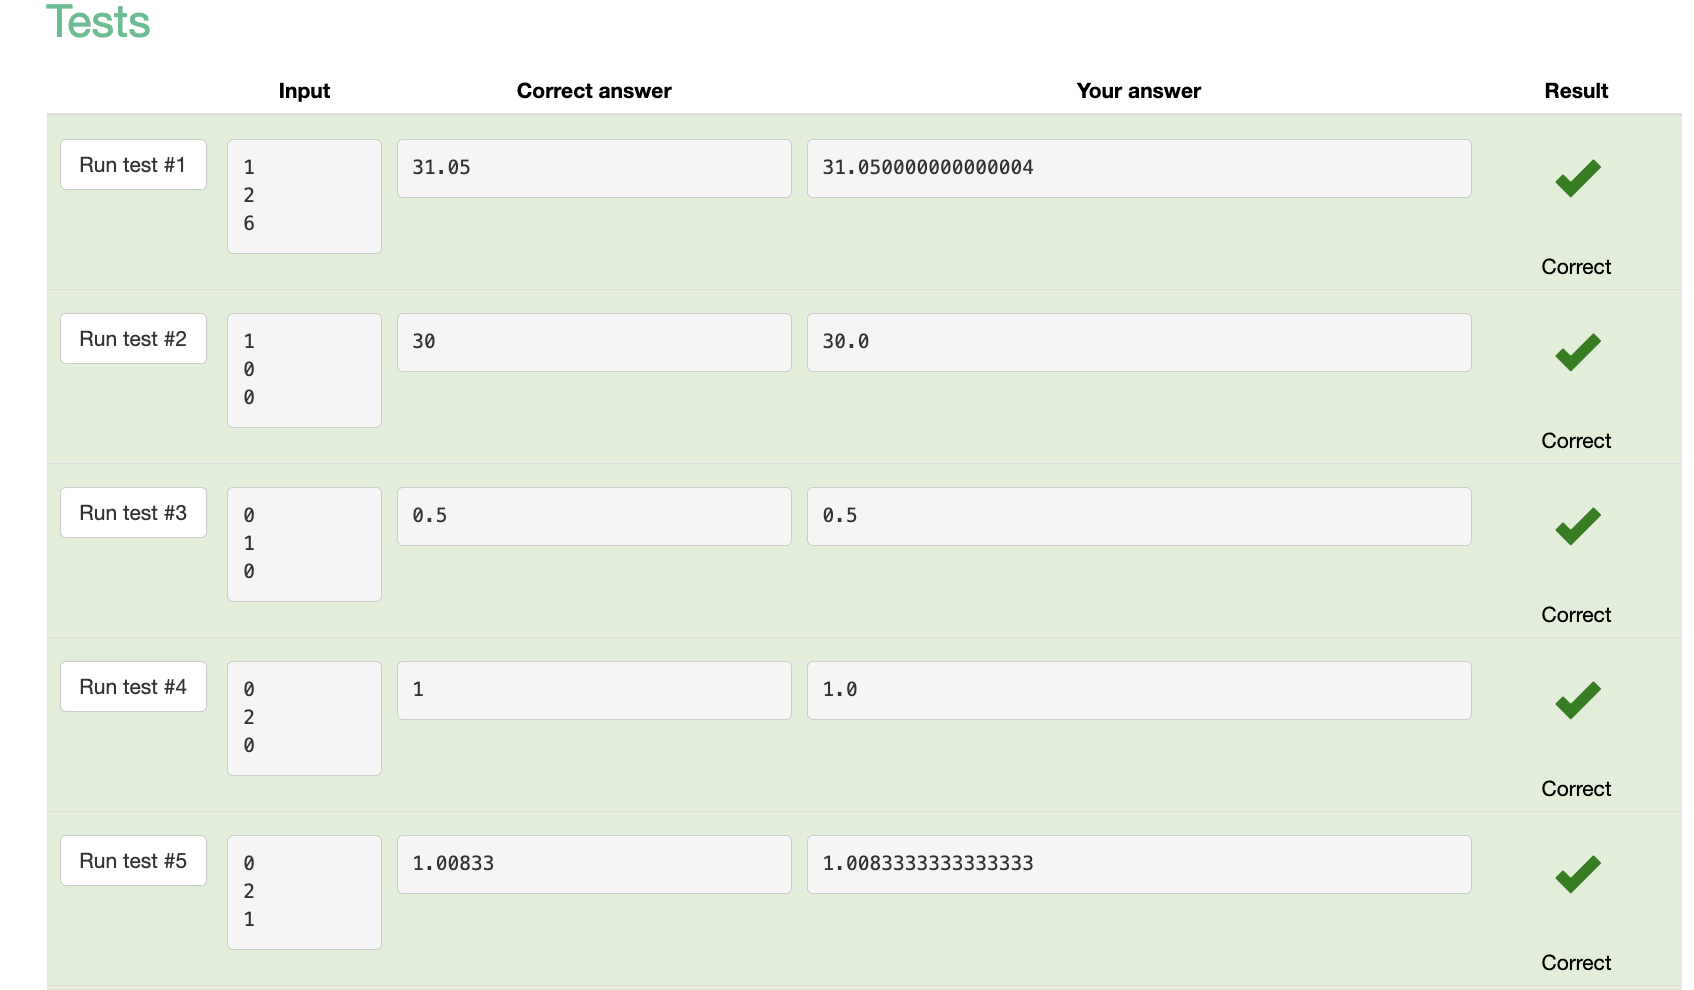 Tests
Input Correct answer Your answer Result
Run test #1
1
2
6
31.05
31.050000000000004
Correct
Run test #2
1
0
0
30
30.0
Correct
Run test #3
0
1
0
0.5
0.5
Correct
Run test #4
0
2
0
1
1.0
Correct
Run test #5
0
2
1
1.00833
1.0083333333333333
Correct